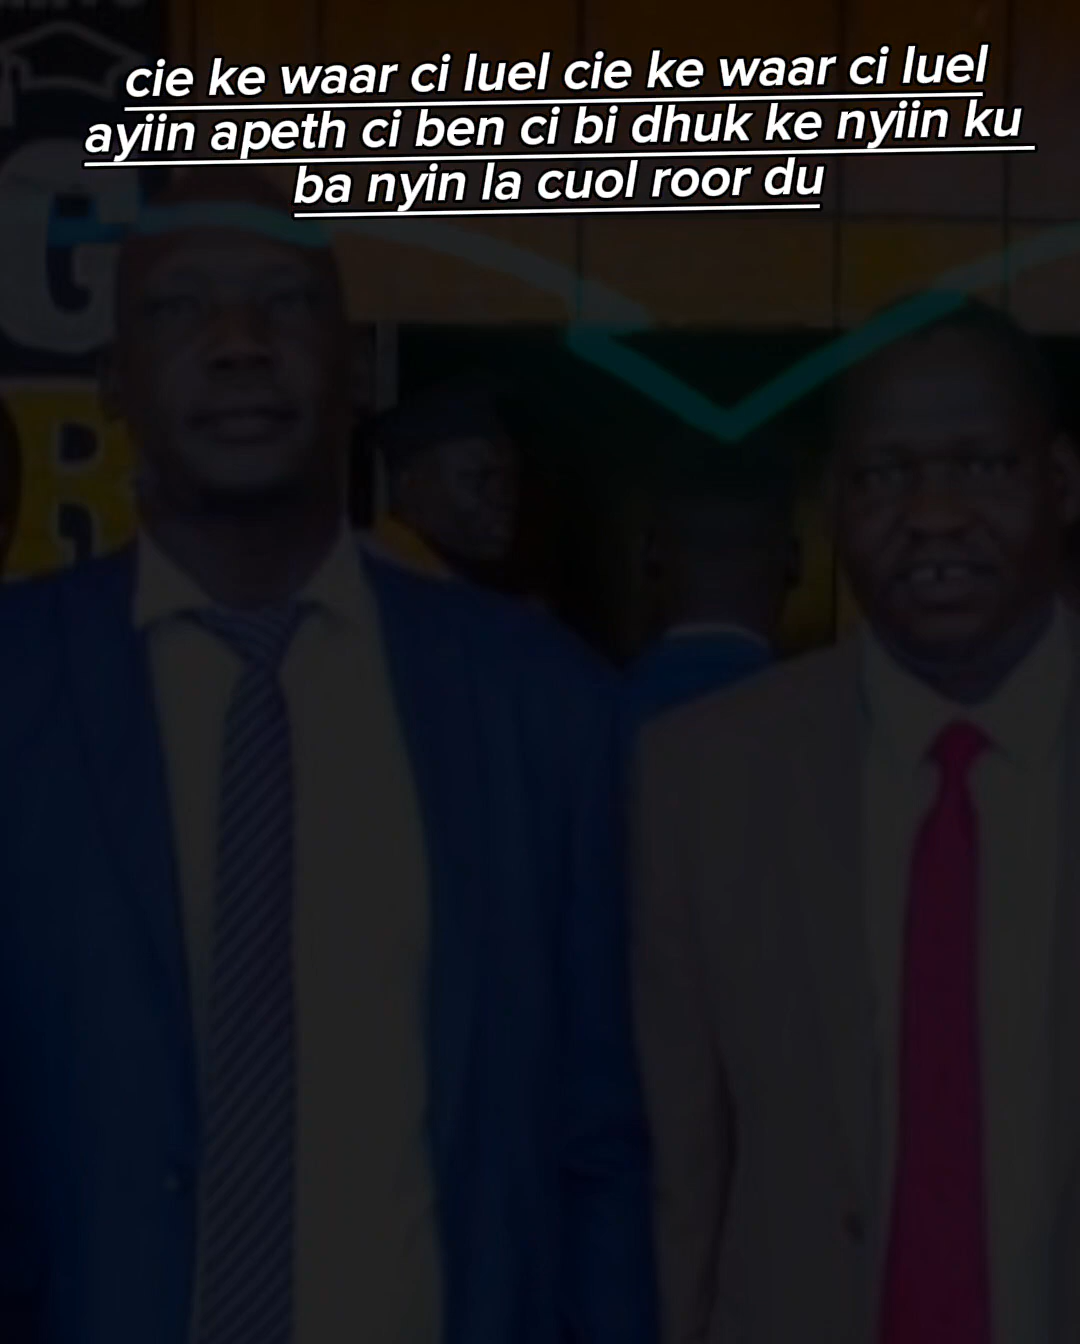 cie ke waar ci luel cie ke waar ci luel
ayiin apeth ci ben ci bi dhuk ke nyiin ku
ba nyin la cuol roor du
G
R